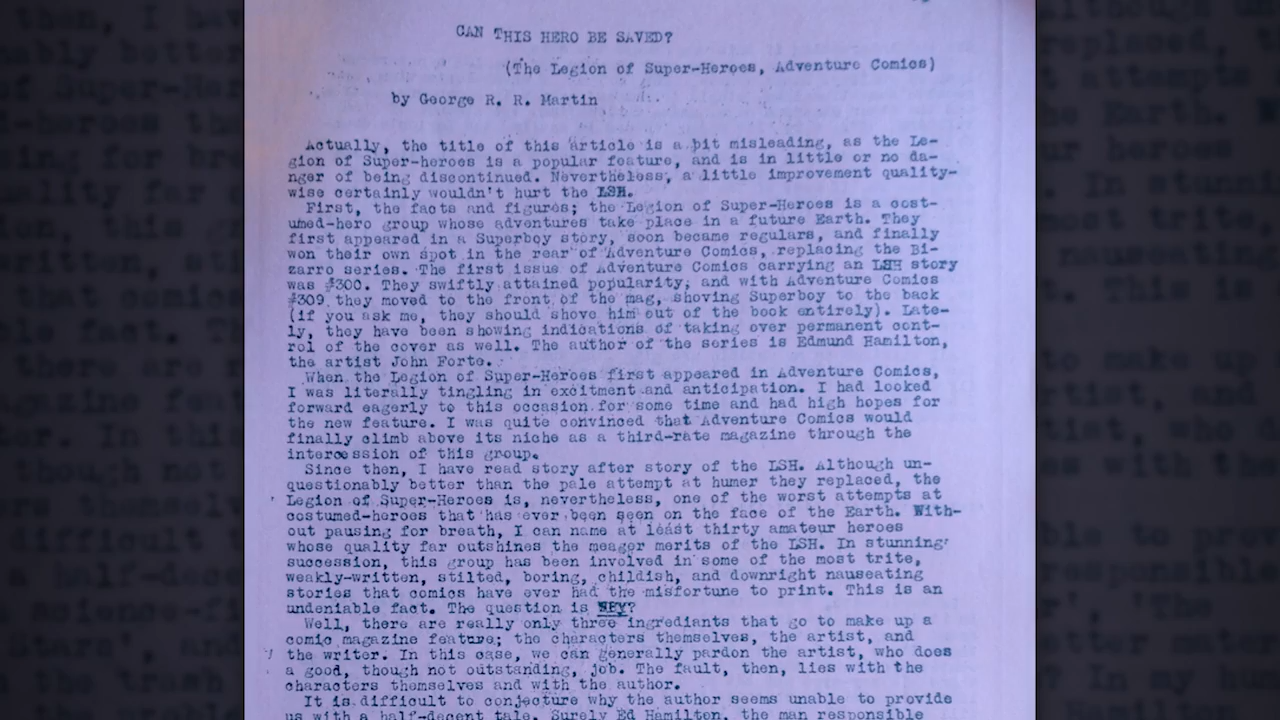 CAN THIS HERO BE SAVED?
(The Legion of Super-Heroes, Adventure Comics)
by George R. R. Martin
Actually, the title of this article is a bit misleading, as the Le-
gion of Super-heroes is a popular feature, and is in little or no da-
nger of being discontinued. Nevertheless, a little improvement quality-
wise certainly wouldn't hurt the LSH.
First, the facts and figures; the Legion of Super-Heroes is a cost-
umed-hero group whose adventures take place in a future Earth. They
first appeared in a Superboy story, soon became regulars, and finally
won their own spot in the rear of Adventure Comics, replacing the Bi-
zarro series. The first issue of Adventure Comics carrying an LSH story
was #300. They swiftly attained popularity, and with Adventure Comics
#309 they moved to the front of the mag, shoving Superboy to the back
(if you ask me, they should shove him out of the book entirely). Late-
ly, they have been showing indications of taking over permanent cont-
rol of the cover as well. The author of the series is Edmund Hamilton,
the artist John Forte.
When the Legion of Super-Heroes first appeared in Adventure Comics,
I was literally tingling in excitment and anticipation. I had looked
forward eagerly to this occasion for some time and had high hopes for
the new feature. I was quite convinced that Adventure Comics would
finally climb above its niche as a third-rate magazine through the
intercession of this group.
Since then, I have read story after story of the LSH. Although un-
questionably better than the pale attempt at humer they replaced, the
Legion of Super-Heroes is, nevertheless, one of the worst attempts at
costumed-heroes that has ever been seen on the face of the Earth. With-
out pausing for breath, I can name at least thirty amateur heroes
whose quality far outshines the meager merits of the LSH. In stunning
succession, this group has been involved in some of the most trite,
weakly-written, stilted, boring, childish, and downright nauseating
stories that comics have ever had the misfortune to print. This is an
undeniable fact. The question is WHY?
Well, there are really only three ingrediants that go to make up a
comic magazine feature; the characters themselves, the artist, and
the writer. In this case, we can generally pardon the artist, who does
a good, though not outstanding, job. The fault, then, lies with the
characters themselves and with the author.
It is difficult to conjecture why the author seems unable to provide
us with a half-decent tale. Surely Ed Hamilton, the man responsible